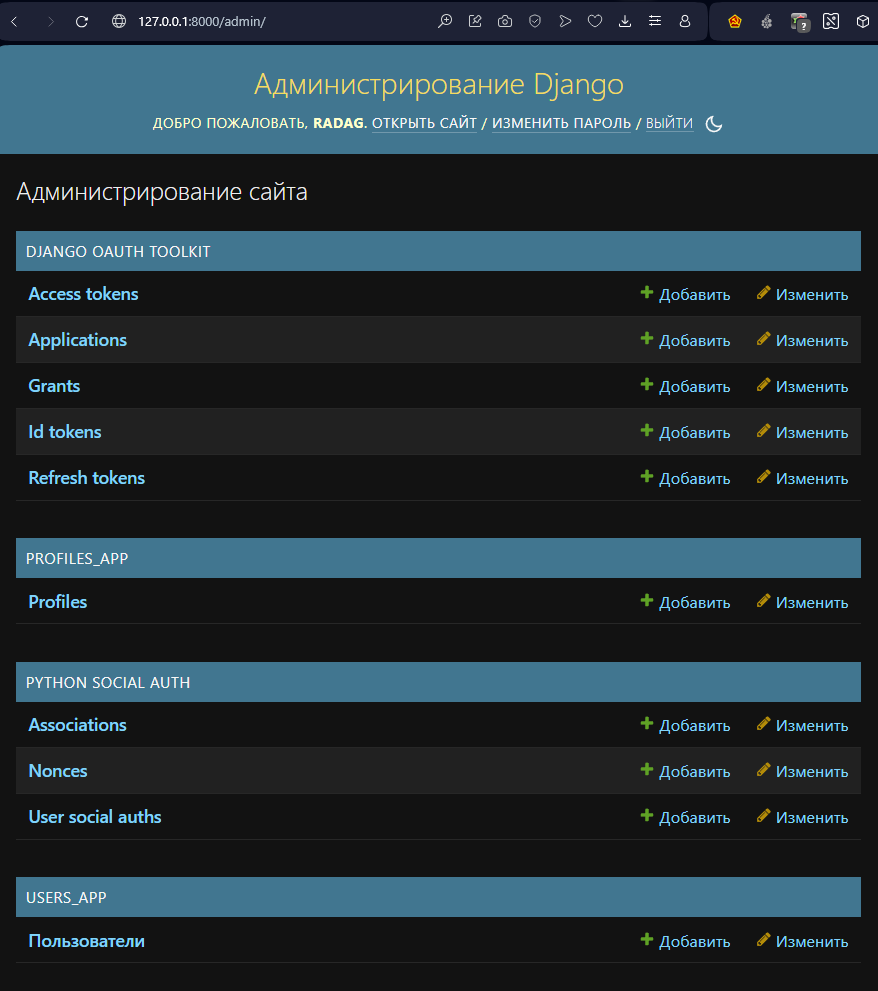 127.0.0.1:8000/admin/
?
Администрирование Django
ДОБРО ПОЖАЛОВАТЬ, RADAG. ОТКРЫТЬ САЙТ / ИЗМЕНИТЬ ПАРОЛЬ / ВЫЙТИ
Администрирование сайта
DJANGO OAUTH TOOLKIT
Access tokens Добавить Изменить
Applications Добавить Изменить
Grants Добавить Изменить
Id tokens Добавить Изменить
Refresh tokens Добавить Изменить
PROFILES_APP
Profiles Добавить Изменить
PYTHON SOCIAL AUTH
Associations Добавить Изменить
Nonces Добавить Изменить
User social auths Добавить Изменить
USERS_APP
Пользователи Добавить Изменить